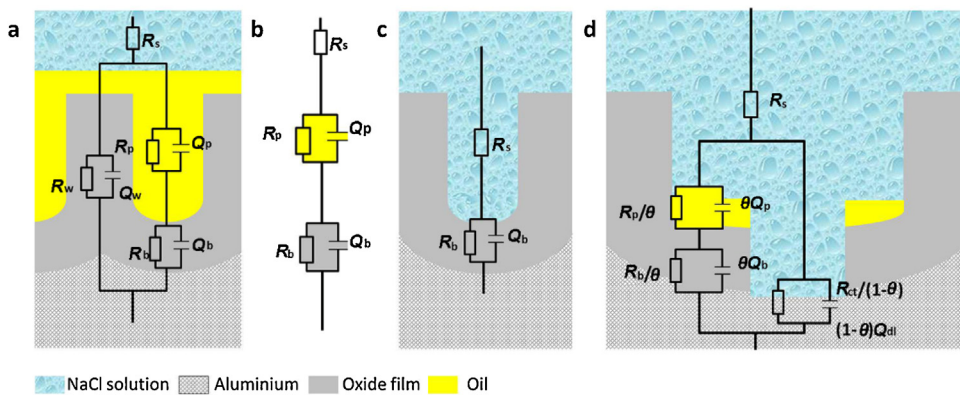 a
b
c
d
Rs
Rp
Qp
Rw
Qw
Rb
Qb
Rs
Rp
Qp
Rb
Qb
Rs
Rb
Qb
Rs
Rp/θ
θQp
Rb/θ
θQb
Rct/(1-θ)
(1-θ)Qdl
NaCl solution
Aluminium
Oxide film
Oil